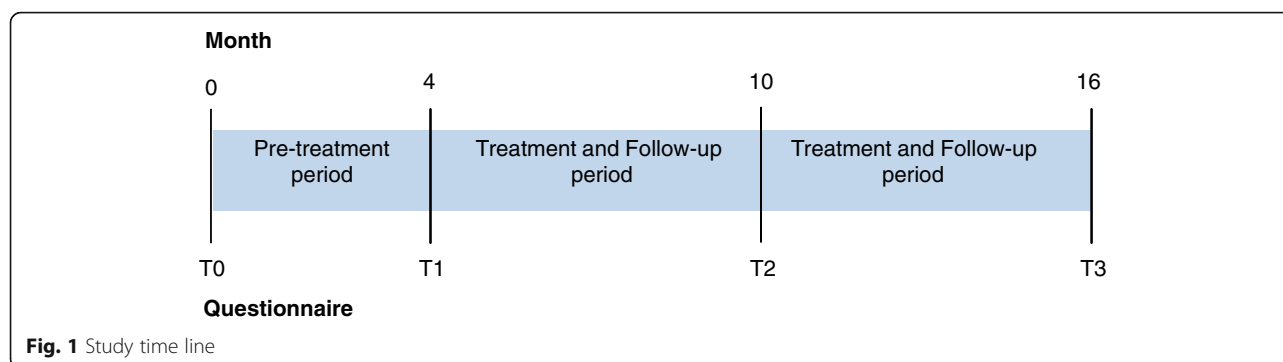 Month
0 4 10 16
Pre-treatment period
Treatment and Follow-up period
Treatment and Follow-up period
T0 T1 T2 T3
Questionnaire
Fig. 1 Study time line